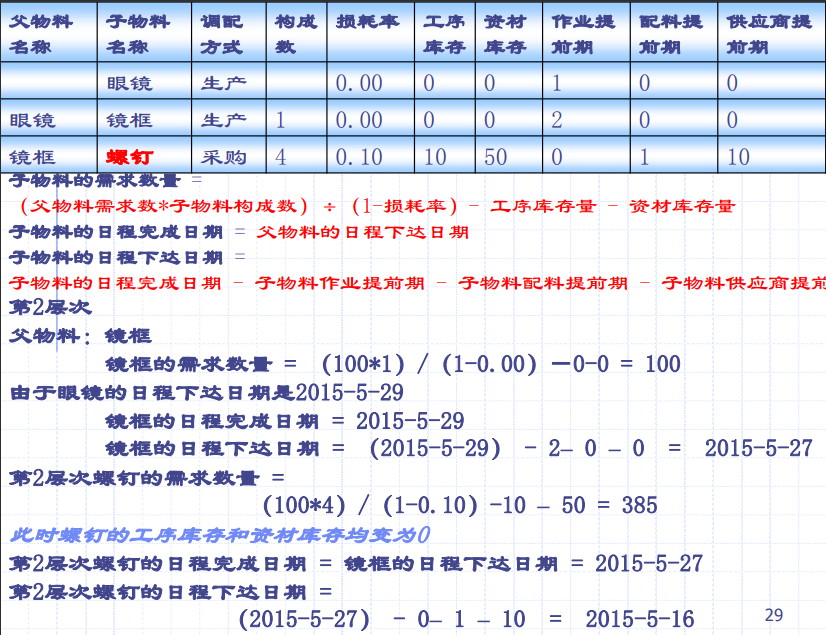 父物料名称 子物料名称 调配方式 构成数 损耗率 工序库存 资材库存 作业提前期 配料提前期 供应商提前期
眼镜 生产 0.00 0 0 1 0 0
眼镜 镜框 生产 1 0.00 0 0 2 0 0
镜框 螺钉 采购 4 0.10 10 50 0 1 10
子物料的需求数量 =
(父物料需求数*子物料构成数) ÷ (1-损耗率) - 工序库存量 - 资材库存量
子物料的日程完成日期 = 父物料的日程下达日期
子物料的日程下达日期 =
子物料的日程完成日期 - 子物料作业提前期 - 子物料配料提前期 - 子物料供应商提前
第2层次
父物料: 镜框
镜框的需求数量 = (100*1) / (1-0.00) —0-0 = 100
由于眼镜的日程下达日期是2015-5-29
镜框的日程完成日期 = 2015-5-29
镜框的日程下达日期 = (2015-5-29) - 2– 0 – 0 = 2015-5-27
第2层次螺钉的需求数量 =
(100*4) / (1-0.10) -10 – 50 = 385
此时螺钉的工序库存和资材库存均变为0
第2层次螺钉的日程完成日期 = 镜框的日程下达日期 = 2015-5-27
第2层次螺钉的日程下达日期 =
(2015-5-27) - 0– 1 – 10 = 2015-5-16
29